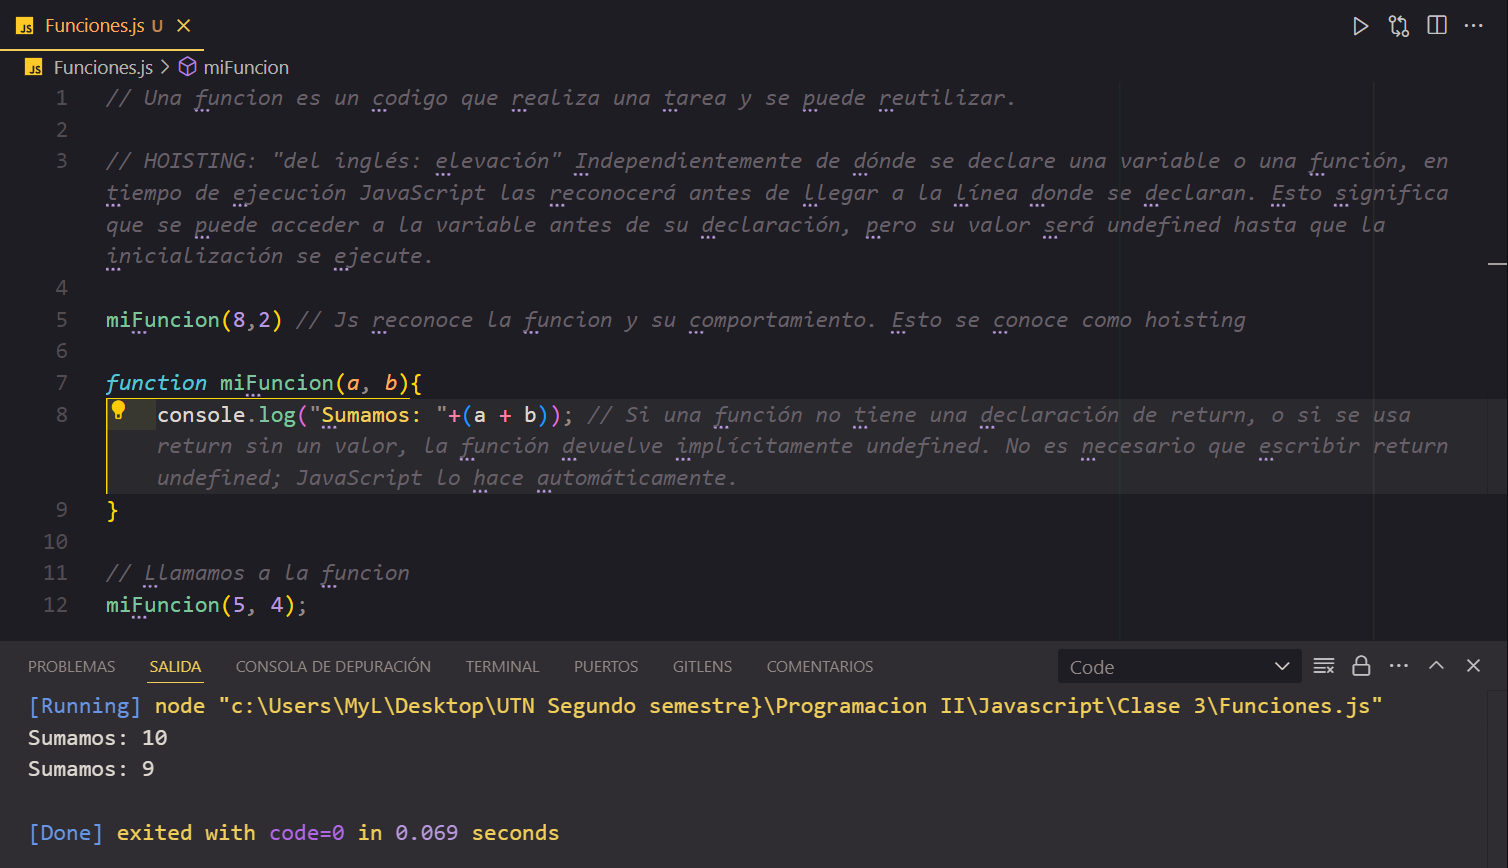 JS Funciones.js U
JS Funciones.js > miFuncion
1 // Una funcion es un codigo que realiza una tarea y se puede reutilizar.
2
3 // HOISTING: "del inglés: elevación" Independientemente de dónde se declare una variable o una función, en
tiempo de ejecución JavaScript las reconocerá antes de llegar a la línea donde se declaran. Esto significa
que se puede acceder a la variable antes de su declaración, pero su valor será undefined hasta que la
inicialización se ejecute.
4
5 miFuncion(8,2) // Js reconoce la funcion y su comportamiento. Esto se conoce como hoisting
6
7 function miFuncion(a, b){
8 console.log("Sumamos: "+(a + b)); // Si una función no tiene una declaración de return, o si se usa
return sin un valor, la función devuelve implícitamente undefined. No es necesario que escribir return
undefined; JavaScript lo hace automáticamente.
9 }
10
11 // Llamamos a la funcion
12 miFuncion(5, 4);
PROBLEMAS SALIDA CONSOLA DE DEPURACIÓN TERMINAL PUERTOS GITLENS COMENTARIOS Code
[Running] node "c:\Users\MyL\Desktop\UTN Segundo semestre}\Programacion II\Javascript\Clase 3\Funciones.js"
Sumamos: 10
Sumamos: 9
[Done] exited with code=0 in 0.069 seconds